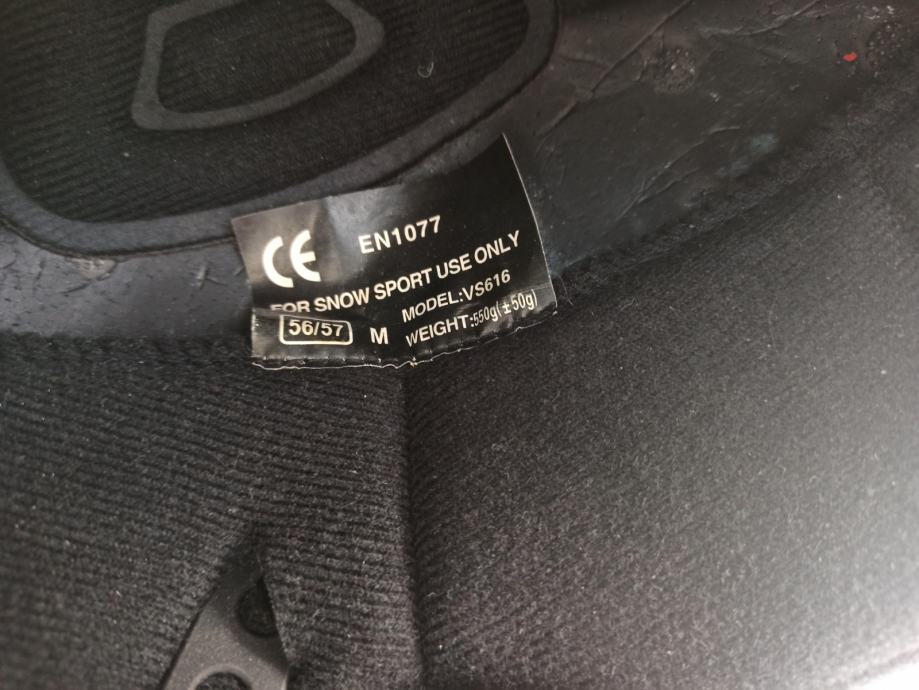 CE EN1077
FOR SNOW SPORT USE ONLY
MODEL:VS616
56/57 M WEIGHT:550g(±50g)